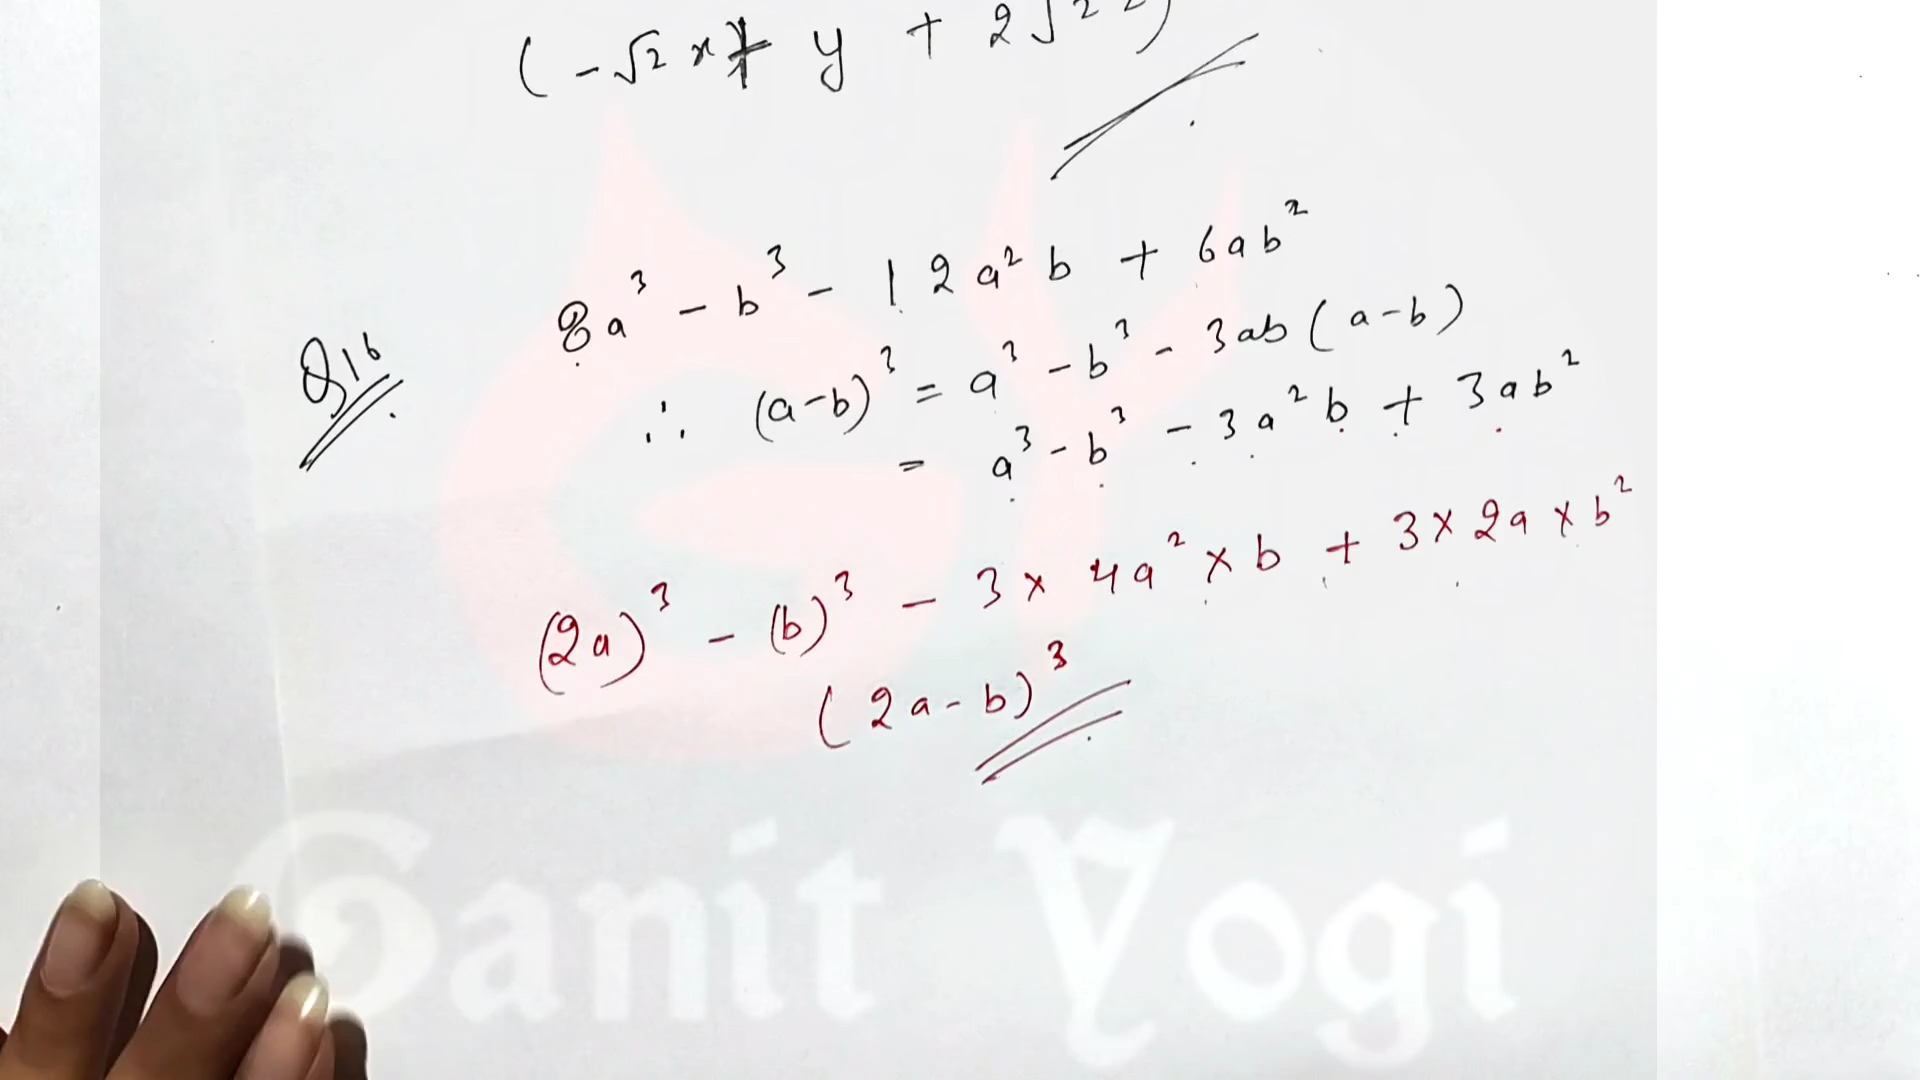 (-√2 x + y + 2√2 z)
Q16 8a³ - b³ - 12a²b + 6ab²
∴ (a-b)³ = a³ - b³ - 3ab(a-b)
= a³ - b³ - 3a²b + 3ab²
(2a)³ - (b)³ - 3 × 4a² × b + 3 × 2a × b²
(2a-b)³
Ganit Yogi